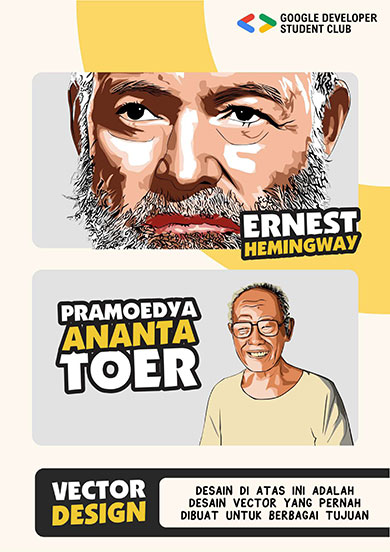 GOOGLE DEVELOPER
STUDENT CLUB
ERNEST
HEMINGWAY
PRAMOEDYA
ANANTA
TOER
VECTOR
DESIGN
DESAIN DI ATAS INI ADALAH
DESAIN VECTOR YANG PERNAH
DIBUAT UNTUK BERBAGAI TUJUAN